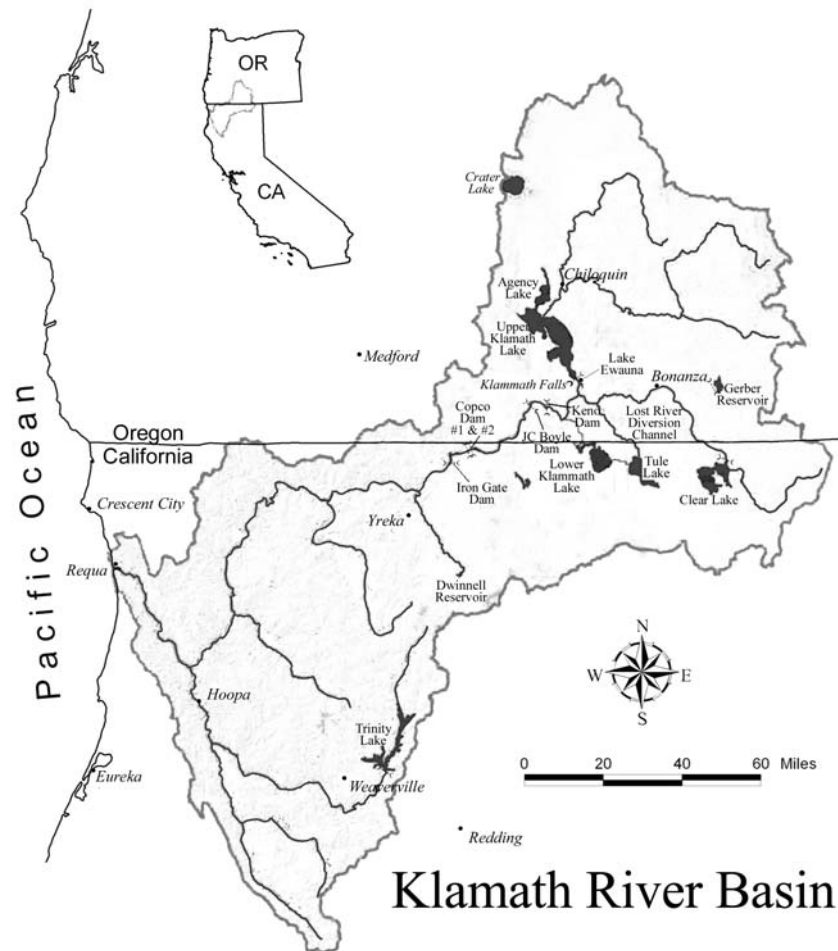 OR
CA
Crater
Lake
Agency
Lake
Chiloquin
Upper
Klamath
Lake
Medford
Lake
Ewauna
Klammath Falls
Bonanza
Gerber
Reservoir
Copco
Dam
#1 & #2
Keno
Dam
Lost River
Diversion
Channel
Oregon
California
JC Boyle
Dam
Lower
Klammath
Lake
Tule
Lake
Clear Lake
Iron Gate
Dam
Crescent City
Yreka
Requa
Dwinnell
Reservoir
Pacific Ocean
N
W
E
S
Hoopa
Trinity
Lake
Weaverville
Eureka
0 20 40 60 Miles
Redding
Klamath River Basin